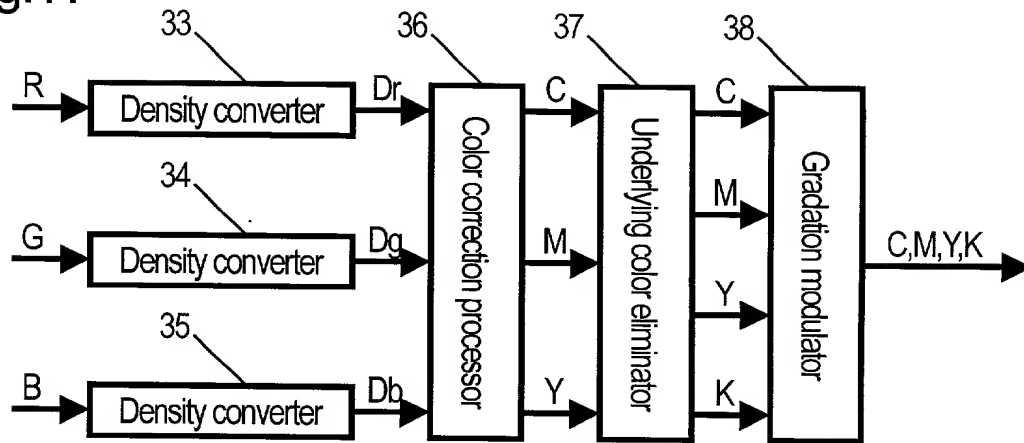 33
36
37
38
R
Density converter
Dr
Color correction processor
C
Underlying color eliminator
C
Gradation modulator
34
M
G
Density converter
Dg
M
C,M,Y,K
Y
35
B
Density converter
Db
Y
K